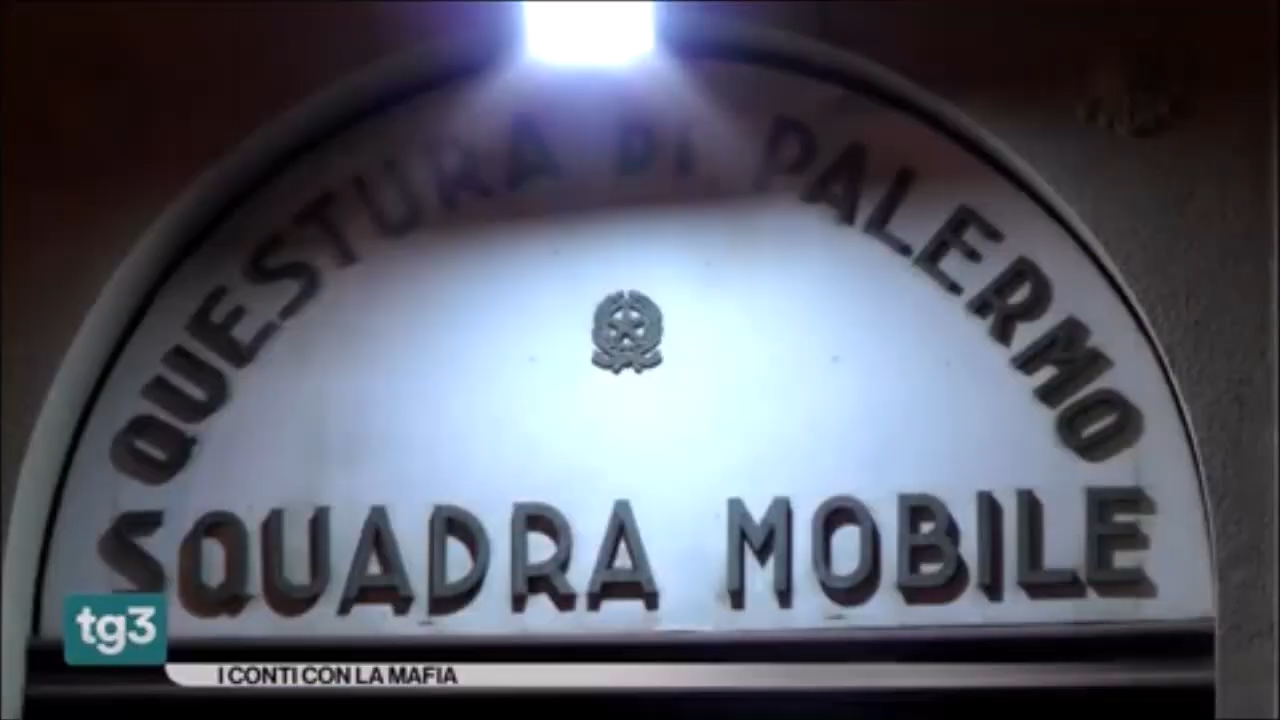 QUESTURA DI PALERMO
SQUADRA MOBILE
tg3
I CONTI CON LA MAFIA